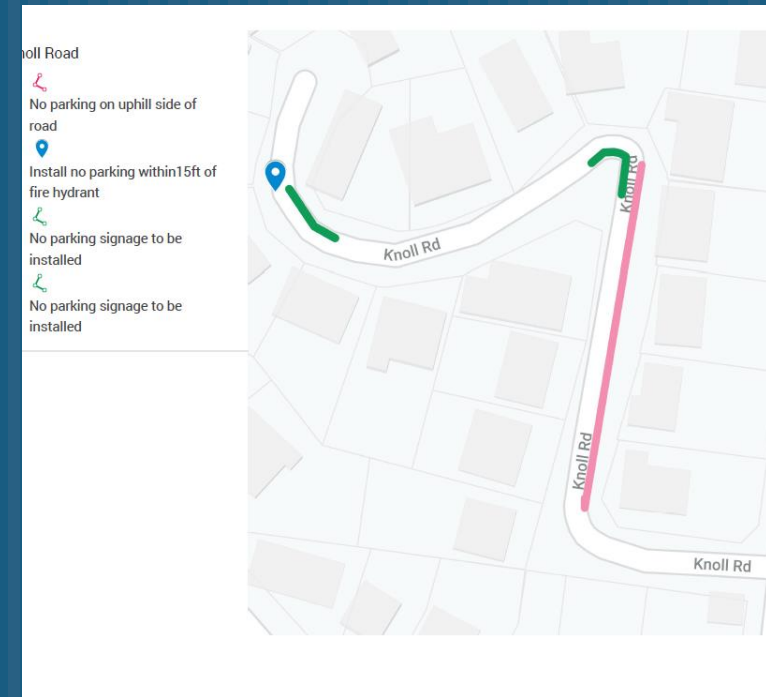 noll Road
No parking on uphill side of
road
Install no parking within15ft of
fire hydrant
No parking signage to be
installed
No parking signage to be
installed
Knoll Rd
Knoll Rd
Knoll Rd
Knoll Rd